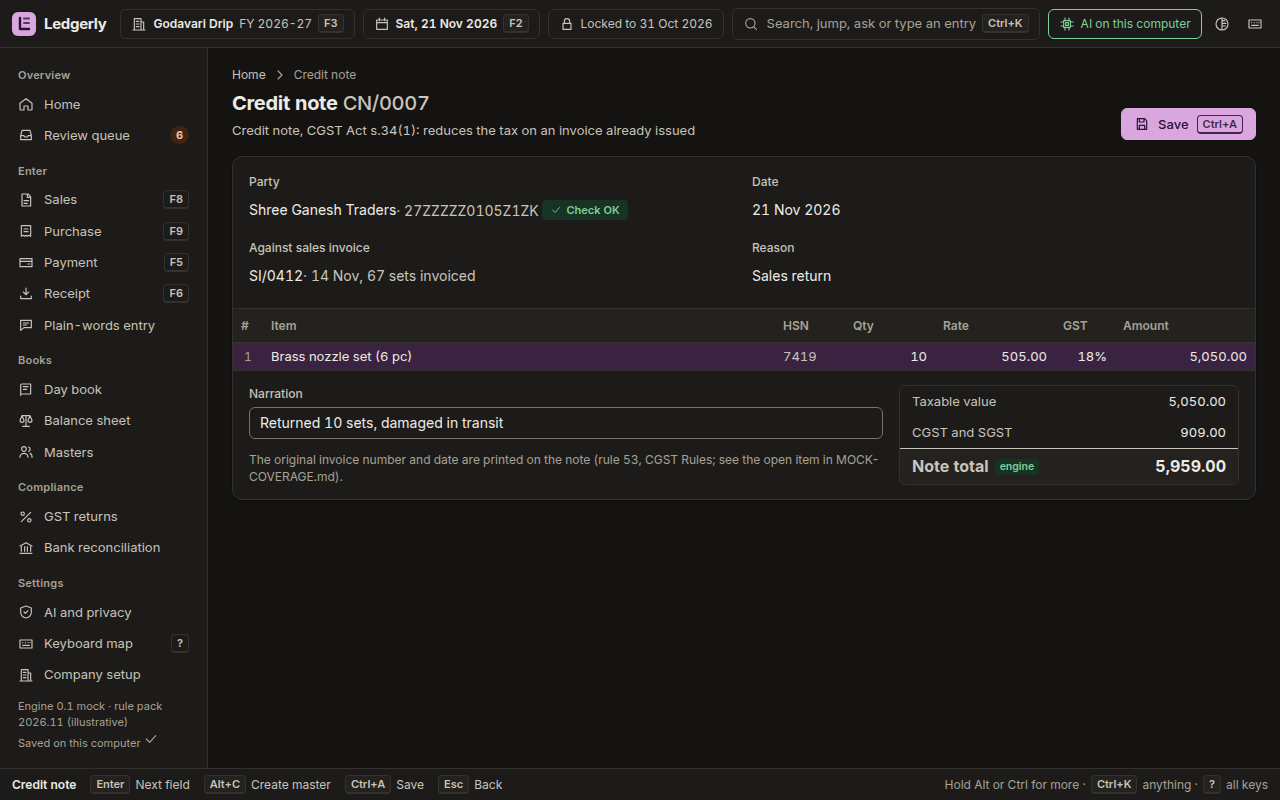 Ledgerly
Godavari Drip FY 2026-27 F3
Sat, 21 Nov 2026 F2
Locked to 31 Oct 2026
Search, jump, ask or type an entry Ctrl+K
AI on this computer
Overview
Home
Review queue 6
Enter
Sales F8
Purchase F9
Payment F5
Receipt F6
Plain-words entry
Books
Day book
Balance sheet
Masters
Compliance
GST returns
Bank reconciliation
Settings
AI and privacy
Keyboard map ?
Company setup
Engine 0.1 mock · rule pack
2026.11 (illustrative)
Saved on this computer
Home > Credit note
Credit note CN/0007
Credit note, CGST Act s.34(1): reduces the tax on an invoice already issued
Save Ctrl+A
Party
Shree Ganesh Traders· 27ZZZZZ0105Z1ZK Check OK
Date
21 Nov 2026
Against sales invoice
SI/0412· 14 Nov, 67 sets invoiced
Reason
Sales return
# Item HSN Qty Rate GST Amount
1 Brass nozzle set (6 pc) 7419 10 505.00 18% 5,050.00
Narration
Returned 10 sets, damaged in transit
The original invoice number and date are printed on the note (rule 53, CGST Rules; see the open item in MOCK-
COVERAGE.md).
Taxable value 5,050.00
CGST and SGST 909.00
Note total engine 5,959.00
Credit note Enter Next field Alt+C Create master Ctrl+A Save Esc Back
Hold Alt or Ctrl for more · Ctrl+K anything · ? all keys